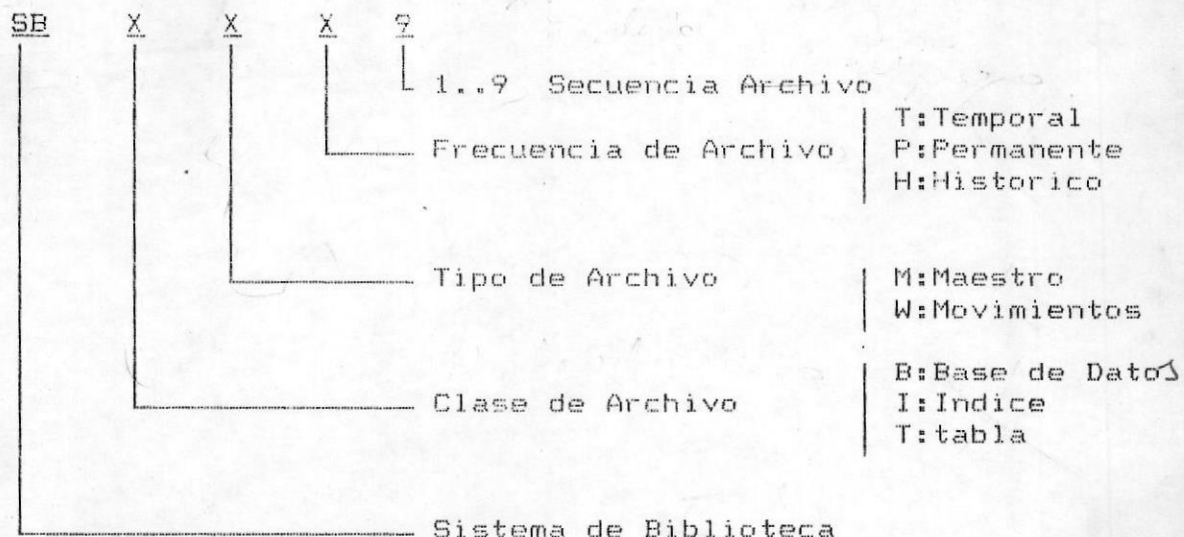 SB X X X 9
1..9 Secuencia Archivo
T:Temporal
Frecuencia de Archivo P:Permanente
H:Historico
Tipo de Archivo M:Maestro
W:Movimientos
B:Base de Datos
Clase de Archivo I:Indice
T:tabla
Sistema de Biblioteca